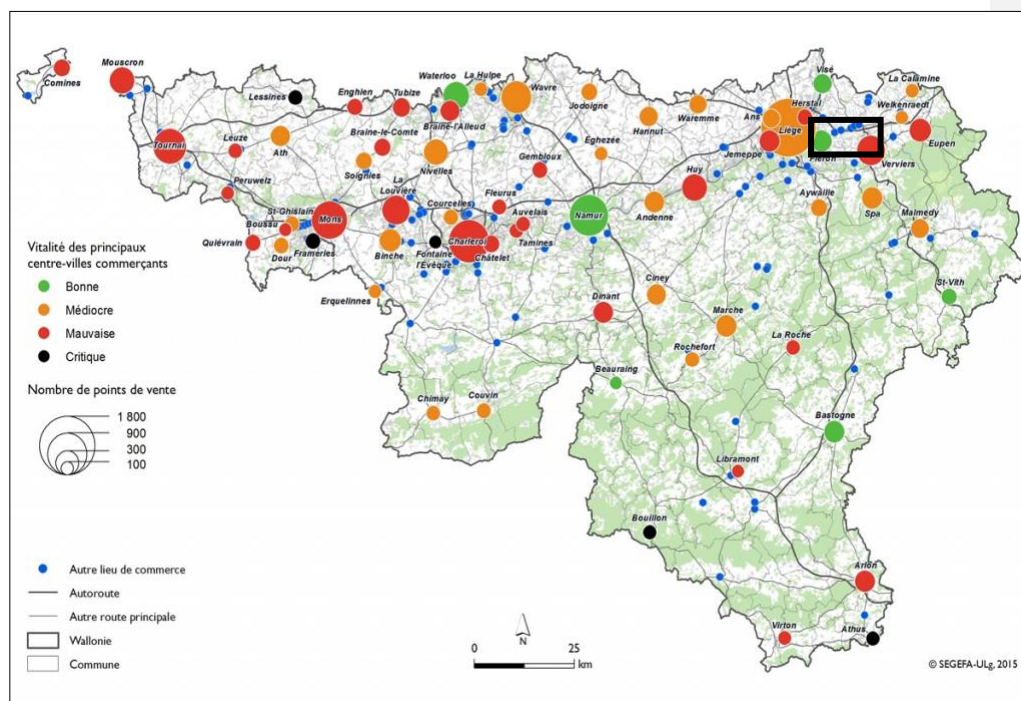 Mouscron
Comines
Lessines
Enghien
Tubize
Waterloo
La Hulpe
Wavre
Jodoigne
Visé
La Calamine
Herstal
Welkenraedt
Ans
Liège
Waremme
Hannut
Braine-l'Alleud
Braine-le-Comte
Tournai
Leuze
Ath
Soignies
Nivelles
Éghezée
Gembloux
Jemeppe
Fléron
Verviers
Eupen
Peruwelz
La
Louvière
Courcelles
Fleurus
Huy
Aywaille
Spa
Malmedy
St-Ghislain
Boussu
Mons
Auvelais
Namur
Andenne
Quiévrain
Dour
Frameries
Binche
Fontaine
l'Évêque
Charleroi
Châtelet
Tamines
Erquelinnes
Ciney
Dinant
Marche
St-Vith
La Roche
Rochefort
Beauraing
Chimay
Couvin
Bastogne
Libramont
Bouillon
Arlon
Virton
Athus
Vitalité des principaux
centre-villes commerçants
Bonne
Médiocre
Mauvaise
Critique
Nombre de points de vente
1 800
900
300
100
Autre lieu de commerce
Autoroute
Autre route principale
Wallonie
Commune
N
0 25
km
© SEGEFA-ULg, 2015